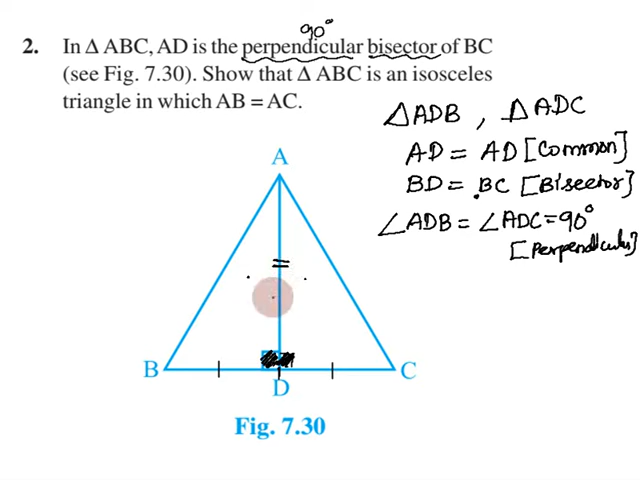 90°
2. In Δ ABC, AD is the perpendicular bisector of BC
(see Fig. 7.30). Show that Δ ABC is an isosceles
triangle in which AB = AC.
△ADB , △ADC
AD = AD [Common]
BD = BC [Bisector]
∠ADB = ∠ADC = 90°
[Perpendicular]
A
B
C
D
Fig. 7.30